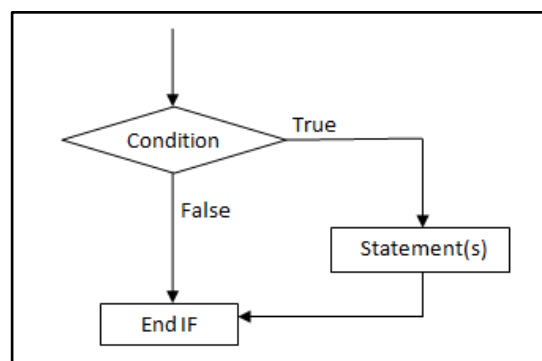 True
Condition
False
Statement(s)
End IF